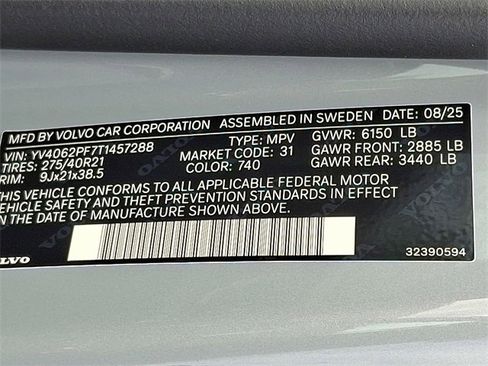 MFD BY VOLVO CAR CORPORATION ASSEMBLED IN SWEDEN DATE: 08/25
VIN: YV4062PF7T1457288 TYPE: MPV GVWR: 6150 LB
TIRES: 275/40R21 MARKET CODE: 31 GAWR FRONT: 2885 LB
RIM: 9Jx21x38.5 COLOR: 740 GAWR REAR: 3440 LB
THIS VEHICLE CONFORMS TO ALL APPLICABLE FEDERAL MOTOR
VEHICLE SAFETY AND THEFT PREVENTION STANDARDS IN EFFECT
ON THE DATE OF MANUFACTURE SHOWN ABOVE.
VOLVO 32390594